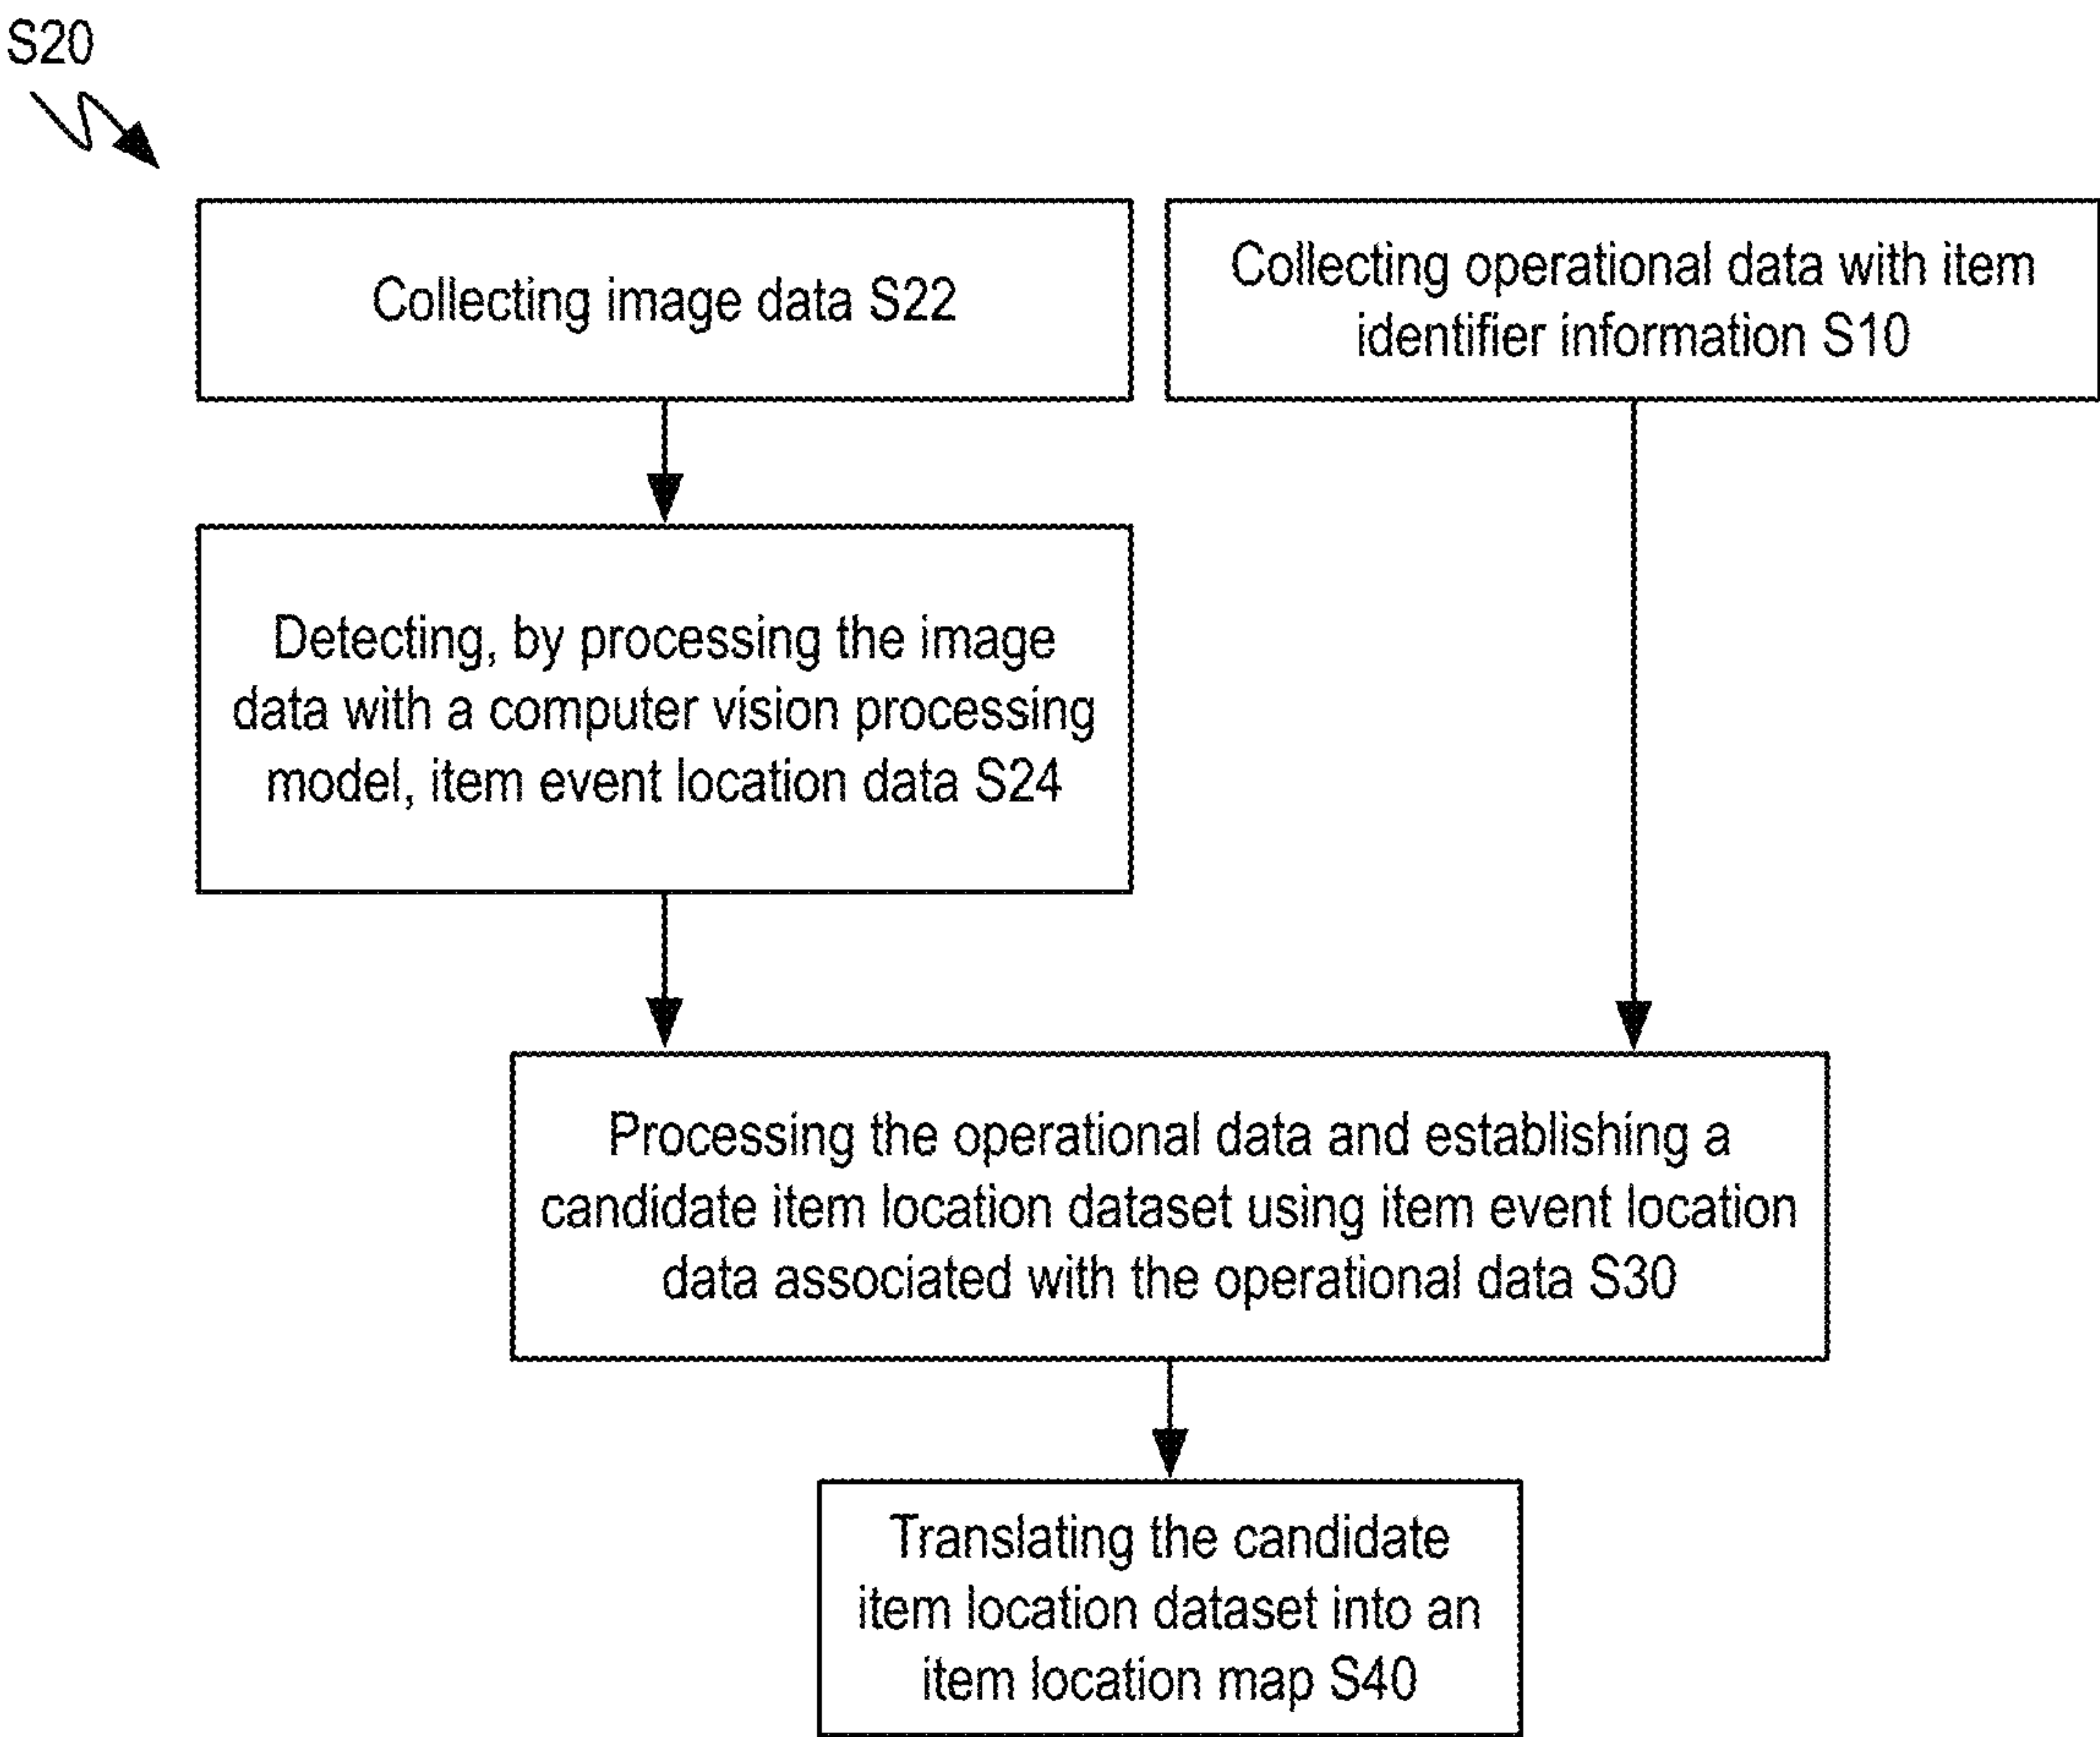 S20
Collecting image data S22
Collecting operational data with item
identifier information S10
Detecting, by processing the image
data with a computer vision processing
model, item event location data S24
Processing the operational data and establishing a
candidate item location dataset using item event location
data associated with the operational data S30
Translating the candidate
item location dataset into an
item location map S40